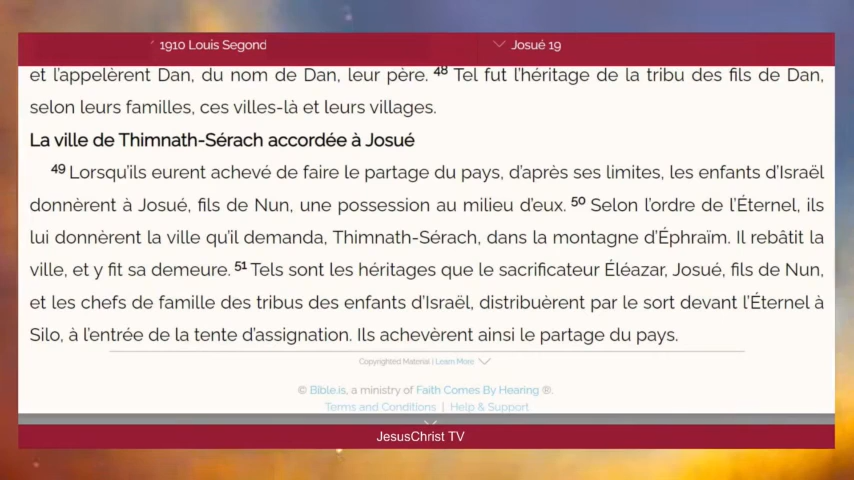 1910 Louis Segond
Josué 19
et l'appelèrent Dan, du nom de Dan, leur père. 48 Tel fut l'héritage de la tribu des fils de Dan,
selon leurs familles, ces villes-là et leurs villages.
La ville de Thimnath-Sérach accordée à Josué
49 Lorsqu'ils eurent achevé de faire le partage du pays, d'après ses limites, les enfants d'Israël
donnèrent à Josué, fils de Nun, une possession au milieu d'eux. 50 Selon l'ordre de l'Éternel, ils
lui donnèrent la ville qu'il demanda, Thimnath-Sérach, dans la montagne d'Éphraïm. Il rebâtit la
ville, et y fit sa demeure. 51 Tels sont les héritages que le sacrificateur Éléazar, Josué, fils de Nun,
et les chefs de famille des tribus des enfants d'Israël, distribuèrent par le sort devant l'Éternel à
Silo, à l'entrée de la tente d'assignation. Ils achevèrent ainsi le partage du pays.
Copyrighted Material | Learn More
© Bible.is, a ministry of Faith Comes By Hearing ®.
Terms and Conditions | Help & Support
JesusChrist TV